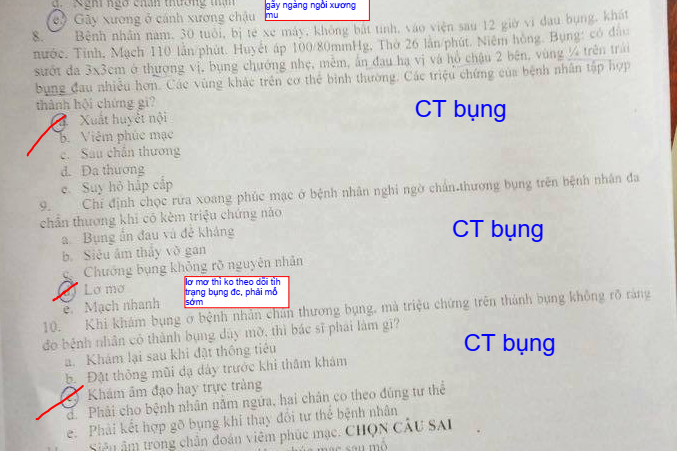 d. Nghi ngờ chấn thương thận
e. Gãy xương ở cánh xương chậu
gãy ngang ngồi xương
mu
8. Bệnh nhân nam, 30 tuổi, bị té xe máy, không bất tỉnh, vào viện sau 12 giờ vì đau bụng, khát
nước. Tỉnh, Mạch 110 lần/phút. Huyết áp 100/80mmHg, Thở 26 lần/phút. Niêm hồng. Bụng: có dấu
sướt da 3x3cm ở thượng vị, bụng chướng nhẹ, mềm, ấn đau hạ vị và hố chậu 2 bên, vùng ¼ trên trái
bụng đau nhiều hơn. Các vùng khác trên cơ thể bình thường. Các triệu chứng của bệnh nhân tập hợp
thành hội chứng gì?
a. Xuất huyết nội
b. Viêm phúc mạc
c. Sau chấn thương
d. Đa thương
e. Suy hô hấp cấp
CT bụng
9. Chỉ định chọc rửa xoang phúc mạc ở bệnh nhân nghi ngờ chấn thương bụng trên bệnh nhân đa
chấn thương khi có kèm triệu chứng nào
a. Bụng ấn đau và đề kháng
b. Siêu âm thấy vỡ gan
c. Chướng bụng không rõ nguyên nhân
d. Lơ mơ
e. Mạch nhanh
CT bụng
lơ mơ thì ko theo dõi tih
trạng bụng đc, phải mổ
sớm
10. Khi khám bụng ở bệnh nhân chấn thương bụng, mà triệu chứng trên thành bụng không rõ ràng
do bệnh nhân có thành bụng dày mỡ, thì bác sĩ phải làm gì?
a. Khám lại sau khi đặt thông tiểu
b. Đặt thông mũi dạ dày trước khi thăm khám
c. Khám âm đạo hay trực tràng
d. Phải cho bệnh nhân nằm ngửa, hai chân co theo đúng tư thế
e. Phải kết hợp gõ bụng khi thay đổi tư thế bệnh nhân
CT bụng
Siêu âm trong chẩn đoán viêm phúc mạc. CHỌN CÂU SAI
phúc mạc sau mổ